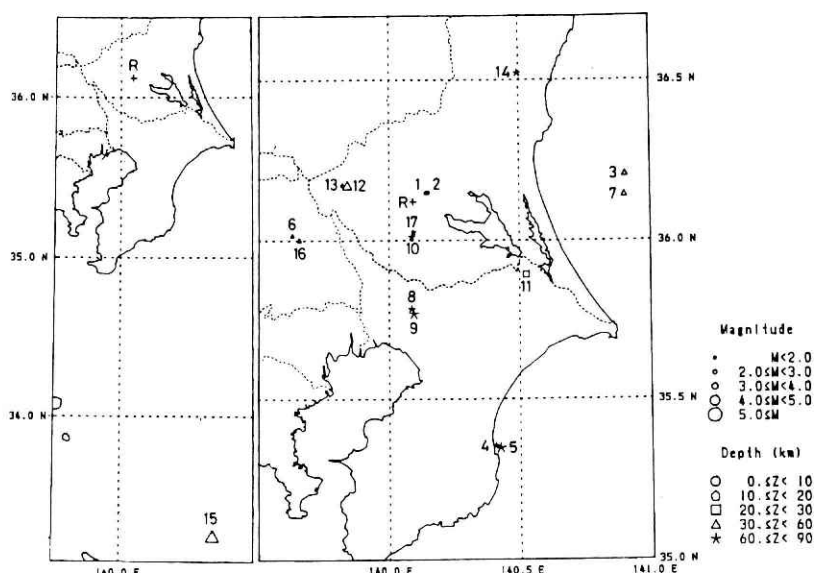 R
36.0 N
35.0 N
34.0 N
15
140.0 E
14
36.5 N
3
13
12
1
2
R
7
6
17
36.0 N
16
10
11
8
9
35.5 N
4
5
35.0 N
140.0 E
140.5 E
141.0 E
Magnitude
M<2.0
2.0≤M<3.0
3.0≤M<4.0
4.0≤M<5.0
5.0≤M
Depth (km)
0.≤Z< 10
10.≤Z< 20
20.≤Z< 30
30.≤Z< 60
60.≤Z< 90